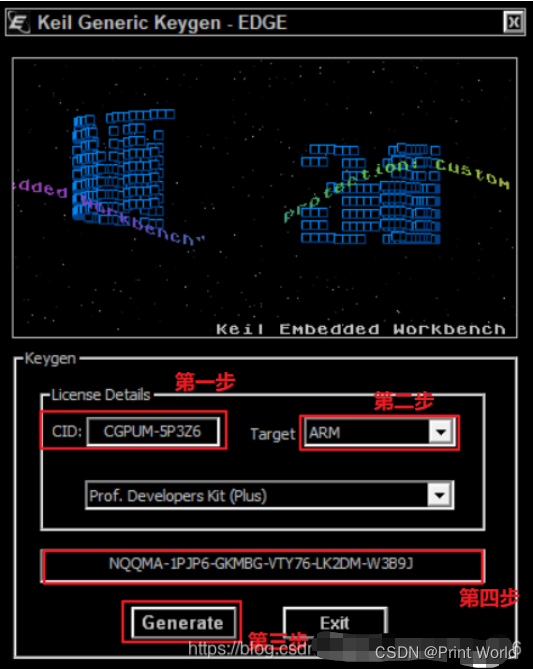 Keil Generic Keygen - EDGE
edded Workbench"
protection: Custom
Keil Embedded Workbench
Keygen
第一步
License Details
第二步
CID: CGPUM-5P3Z6 Target ARM
Prof. Developers Kit (Plus)
NQQMA-1PJP6-GKMBG-VTY76-LK2DM-W3B9J
第四步
Generate Exit
第三步
https://blog.csdn
CSDN @Print World